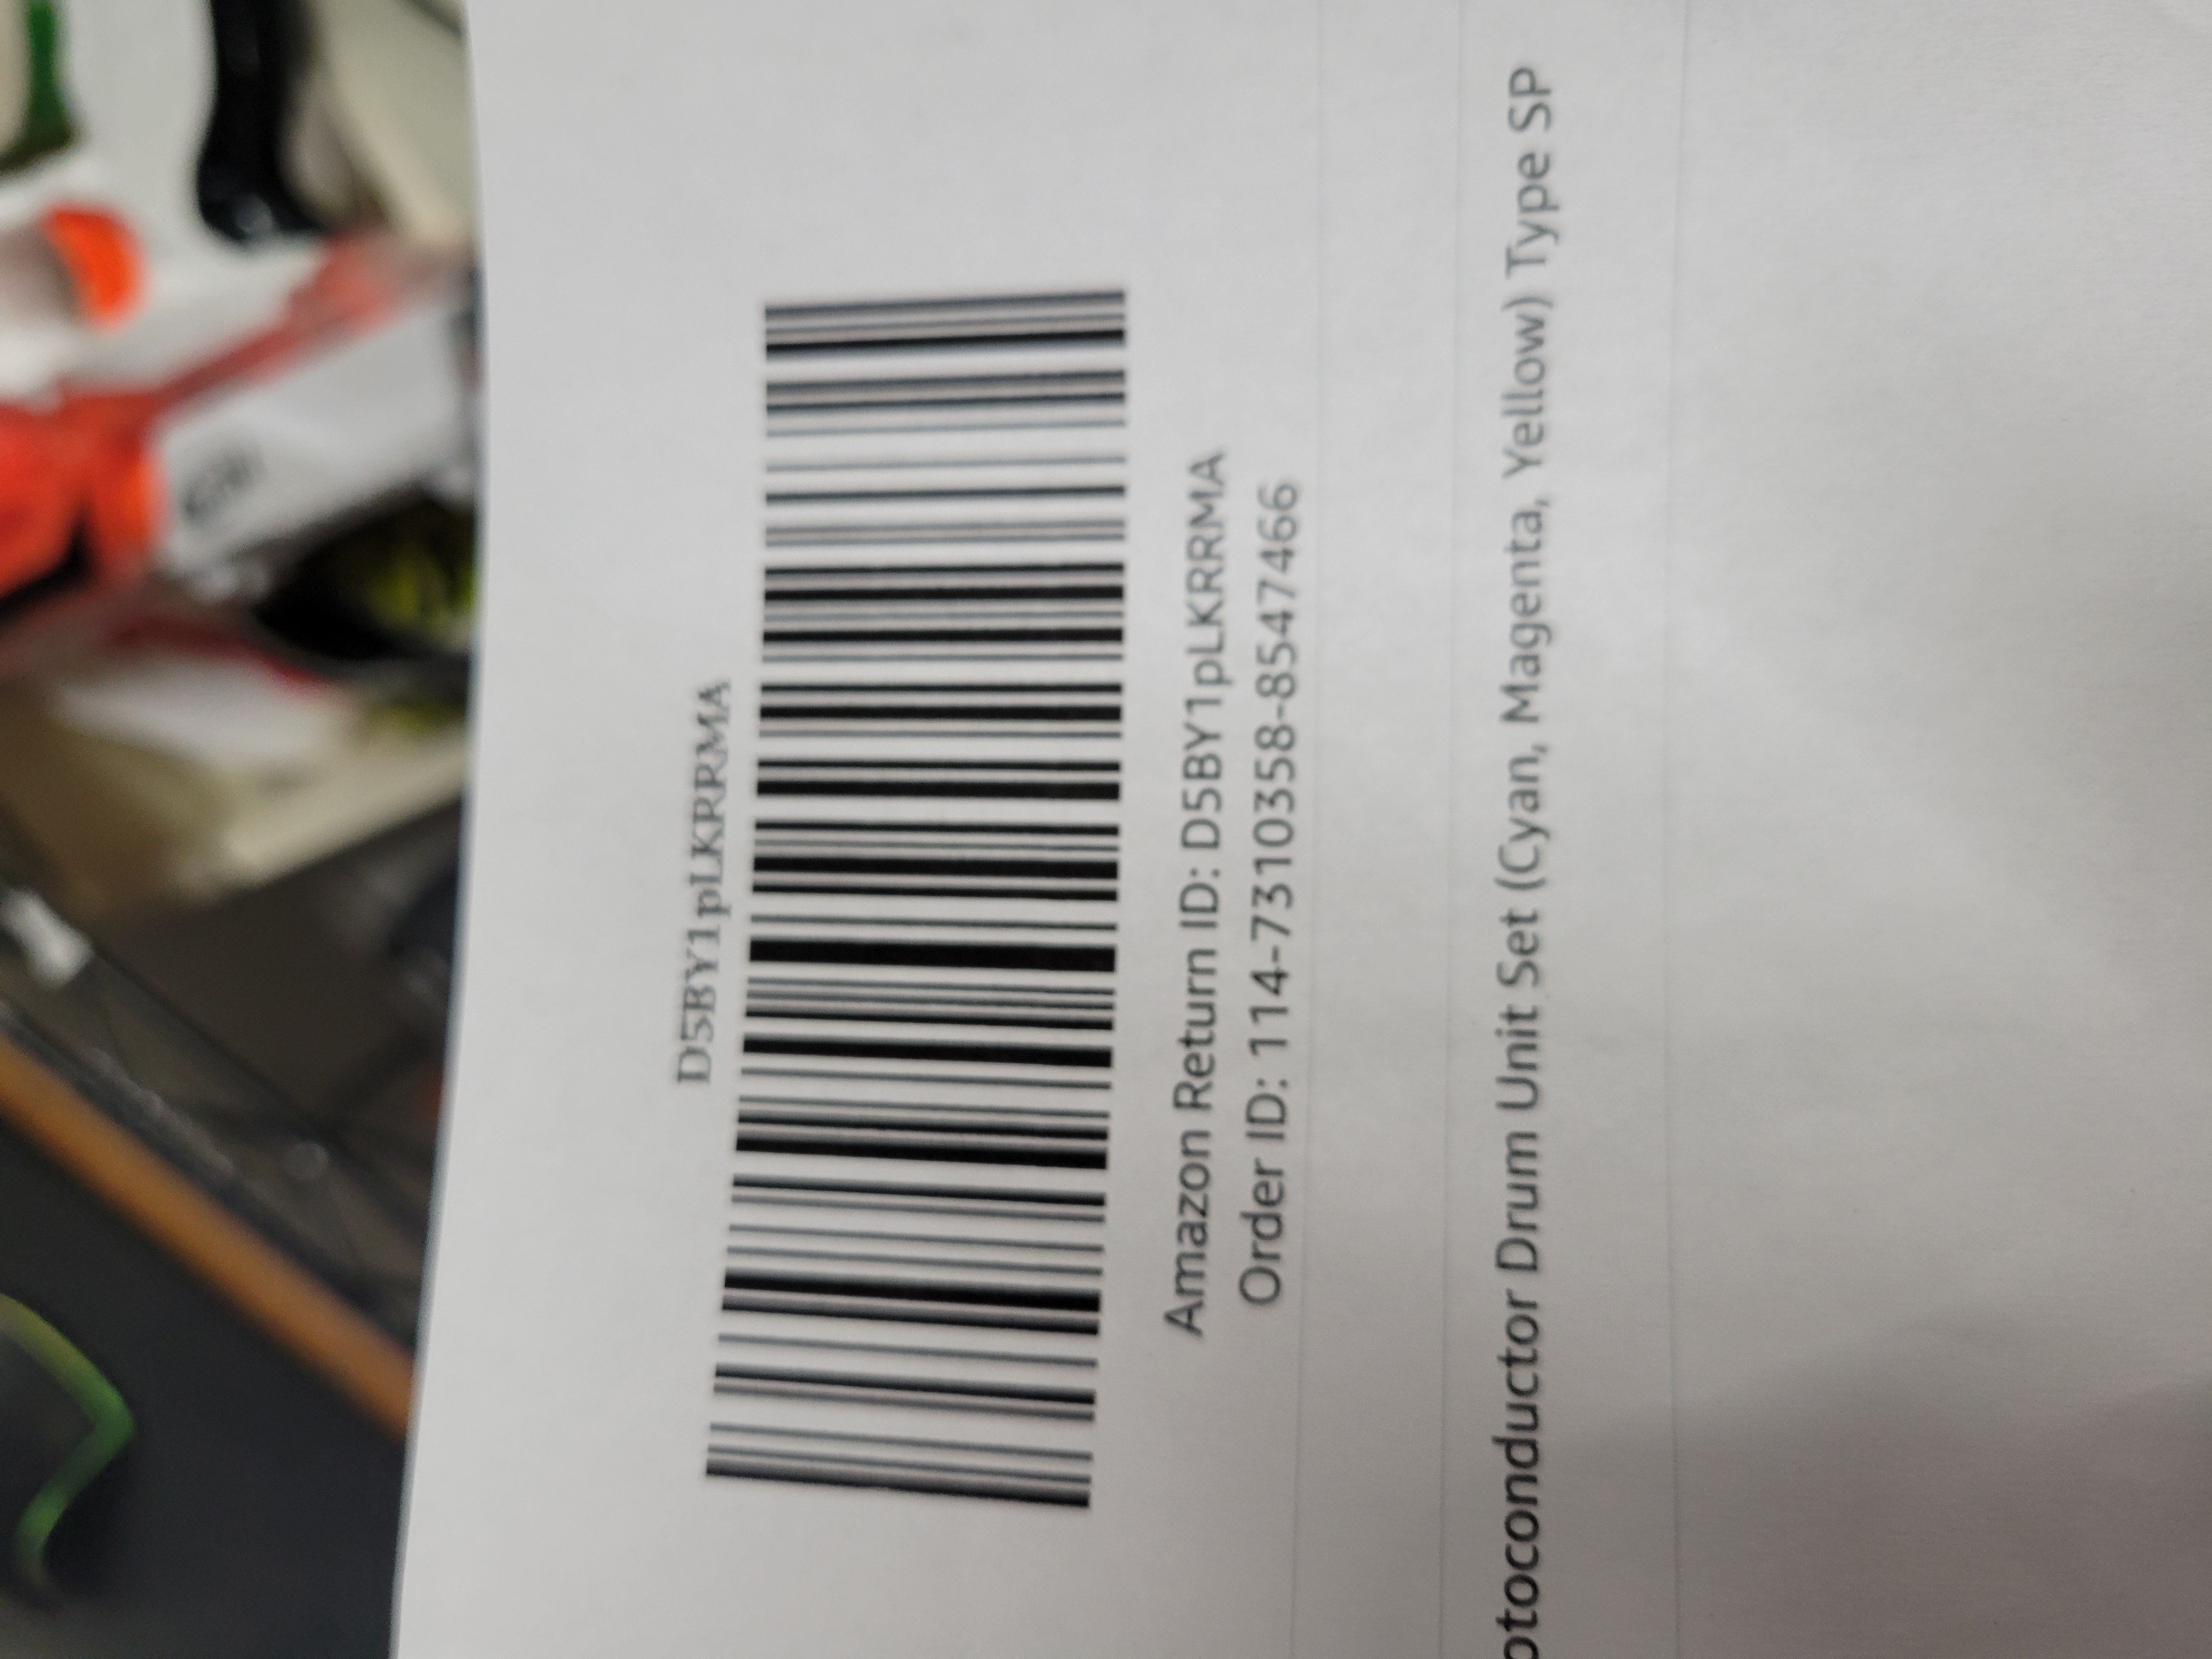 D5BY1pLKRRMA
Amazon Return ID: D5BY1pLKRRMA
Order ID: 114-7310358-8547466
otoconductor Drum Unit Set (Cyan, Magenta, Yellow) Type SP